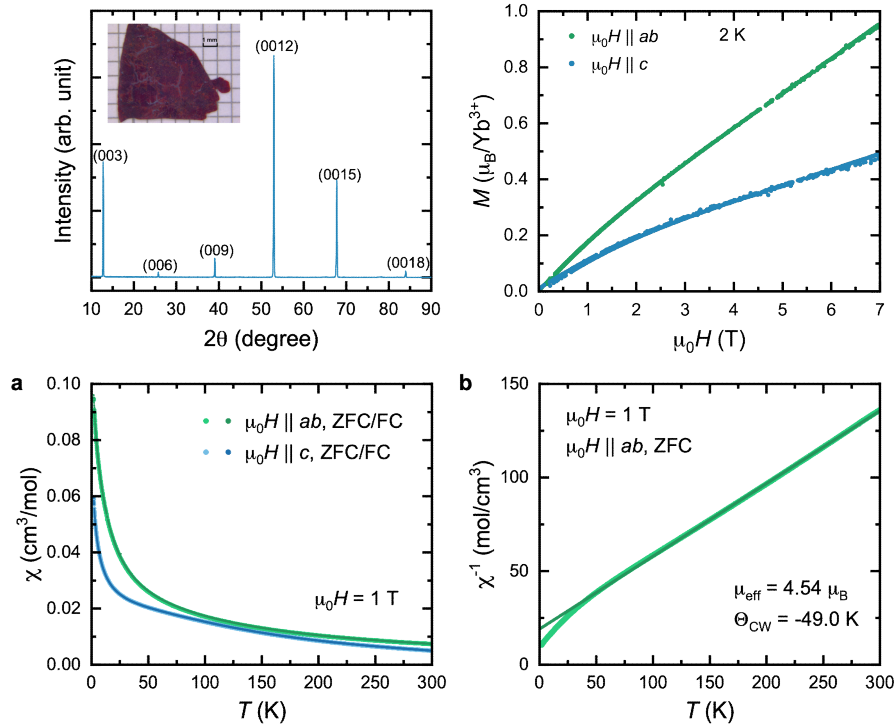 Intensity (arb. unit)
1 mm
(003)
(006)
(009)
(0012)
(0015)
(0018)
10 20 30 40 50 60 70 80 90
2θ (degree)
M (μB/Yb3+)
1.0
0.8
0.6
0.4
0.2
0.0
μ0H || ab
μ0H || c
2 K
0 1 2 3 4 5 6 7
μ0H (T)
a
χ (cm3/mol)
0.10
0.08
0.06
0.04
0.02
0.00
μ0H || ab, ZFC/FC
μ0H || c, ZFC/FC
μ0H = 1 T
0 50 100 150 200 250 300
T (K)
b
χ-1 (mol/cm3)
150
100
50
0
μ0H = 1 T
μ0H || ab, ZFC
μeff = 4.54 μB
ΘCW = -49.0 K
0 50 100 150 200 250 300
T (K)